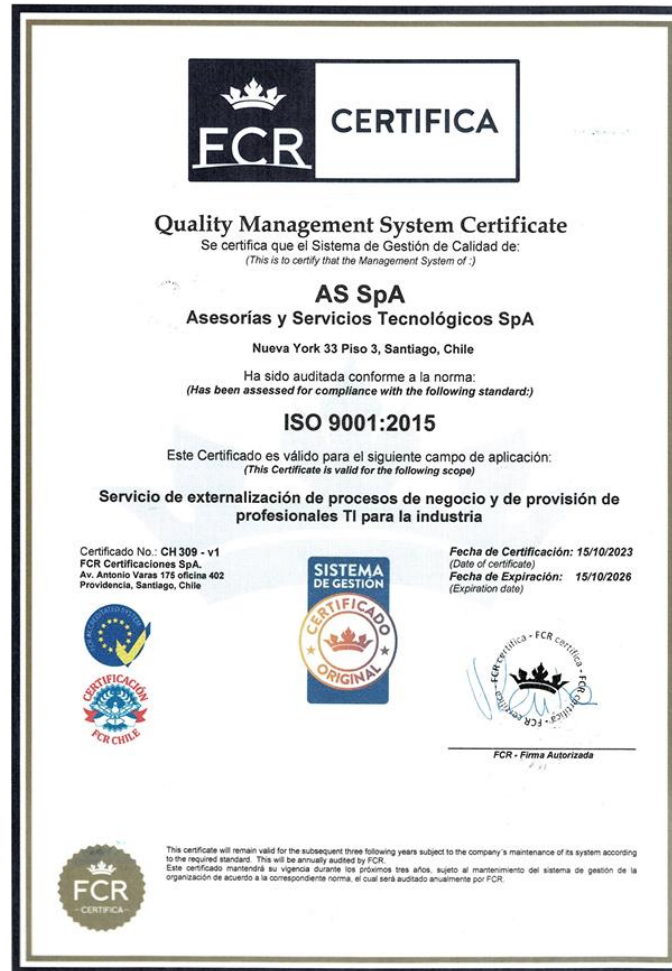 FCR
CERTIFICA
Quality Management System Certificate
Se certifica que el Sistema de Gestión de Calidad de:
(This is to certify that the Management System of :)
AS SpA
Asesorías y Servicios Tecnológicos SpA
Nueva York 33 Piso 3, Santiago, Chile
Ha sido auditada conforme a la norma:
(Has been assessed for compliance with the following standard:)
ISO 9001:2015
Este Certificado es válido para el siguiente campo de aplicación:
(This Certificate is valid for the following scope)
Servicio de externalización de procesos de negocio y de provisión de
profesionales TI para la industria
Certificado No.: CH 309 - v1
FCR Certificaciones SpA.
Av. Antonio Varas 175 oficina 402
Providencia, Santiago, Chile
SISTEMA
DE GESTIÓN
CERTIFICADO
ORIGINAL
Fecha de Certificación: 15/10/2023
(Date of certificate)
Fecha de Expiración: 15/10/2026
(Expiration date)
FCR ACCREDITATED SYSTEM
CERTIFICACIÓN
FCR CHILE
FCR certifica - FCR certifica - FCR certifica - FCR certifica -
FCR - Firma Autorizada
This certificate will remain valid for the subsequent three following years subject to the company´s maintenance of its system according
to the required standard. This will be annually audited by FCR.
Este certificado mantendrá su vigencia durante los próximos tres años, sujeto al mantenimiento del sistema de gestión de la
organización de acuerdo a la correspondiente norma, el cual será auditado anualmente por FCR.
FCR
- CERTIFICA -